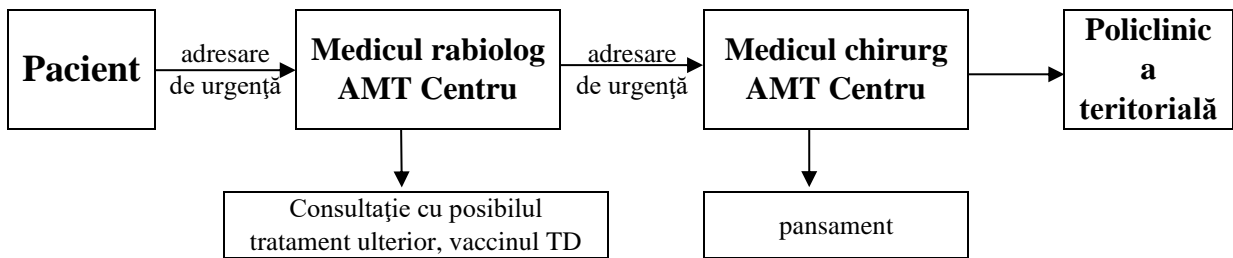 Pacient
adresare
de urgenţă
Medicul rabiolog
AMT Centru
adresare
de urgenţă
Medicul chirurg
AMT Centru
Policlinic
a
teritorială
Consultaţie cu posibilul
tratament ulterior, vaccinul TD
pansament